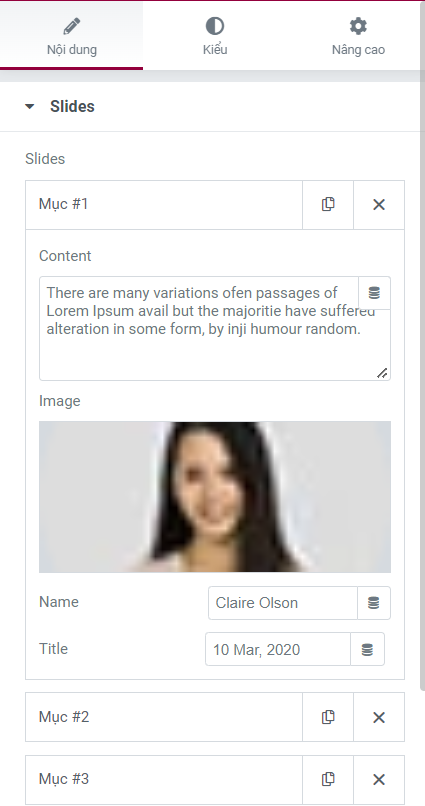 Nội dung
Kiểu
Nâng cao
Slides
Slides
Mục #1
Content
There are many variations ofen passages of
Lorem Ipsum avail but the majoritie have suffered
alteration in some form, by inji humour random.
Image
Name
Claire Olson
Title
10 Mar, 2020
Mục #2
Mục #3